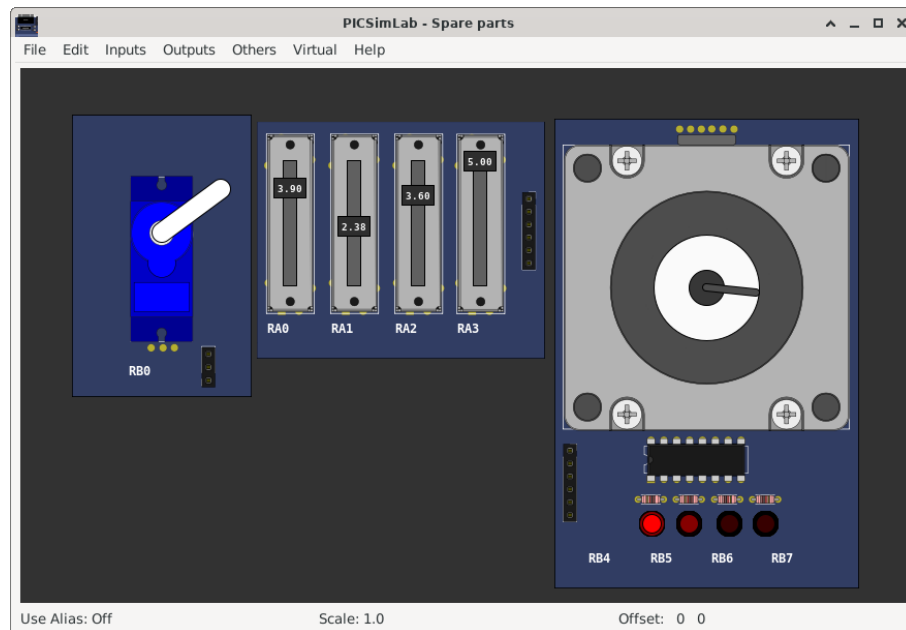 PICSimLab - Spare parts
File Edit Inputs Outputs Others Virtual Help
3.90
2.38
3.60
5.00
RA0 RA1 RA2 RA3
RB0
RB4 RB5 RB6 RB7
Use Alias: Off Scale: 1.0 Offset: 0 0